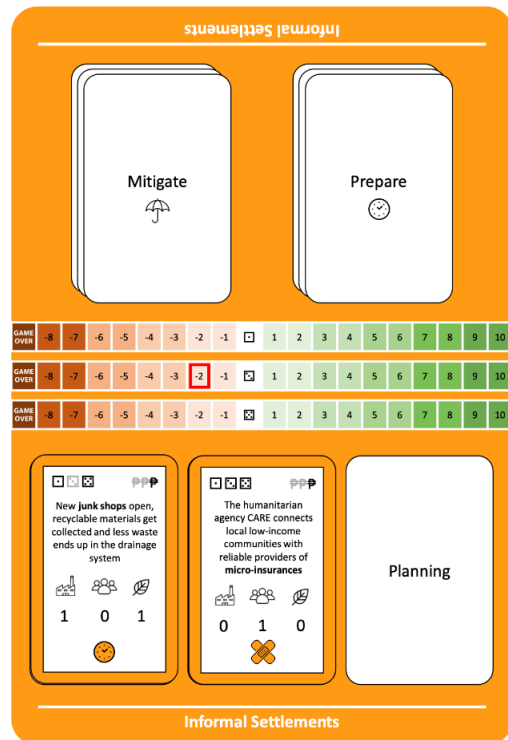 Informal Settlements
Mitigate
Prepare
GAME OVER -8 -7 -6 -5 -4 -3 -2 -1 1 2 3 4 5 6 7 8 9 10
GAME OVER -8 -7 -6 -5 -4 -3 -2 -1 1 2 3 4 5 6 7 8 9 10
GAME OVER -8 -7 -6 -5 -4 -3 -2 -1 1 2 3 4 5 6 7 8 9 10
₱₱₱
New junk shops open,
recyclable materials get
collected and less waste
ends up in the drainage
system
1 0 1
₱₱₱
The humanitarian
agency CARE connects
local low-income
communities with
reliable providers of
micro-insurances
0 1 0
Planning
Informal Settlements